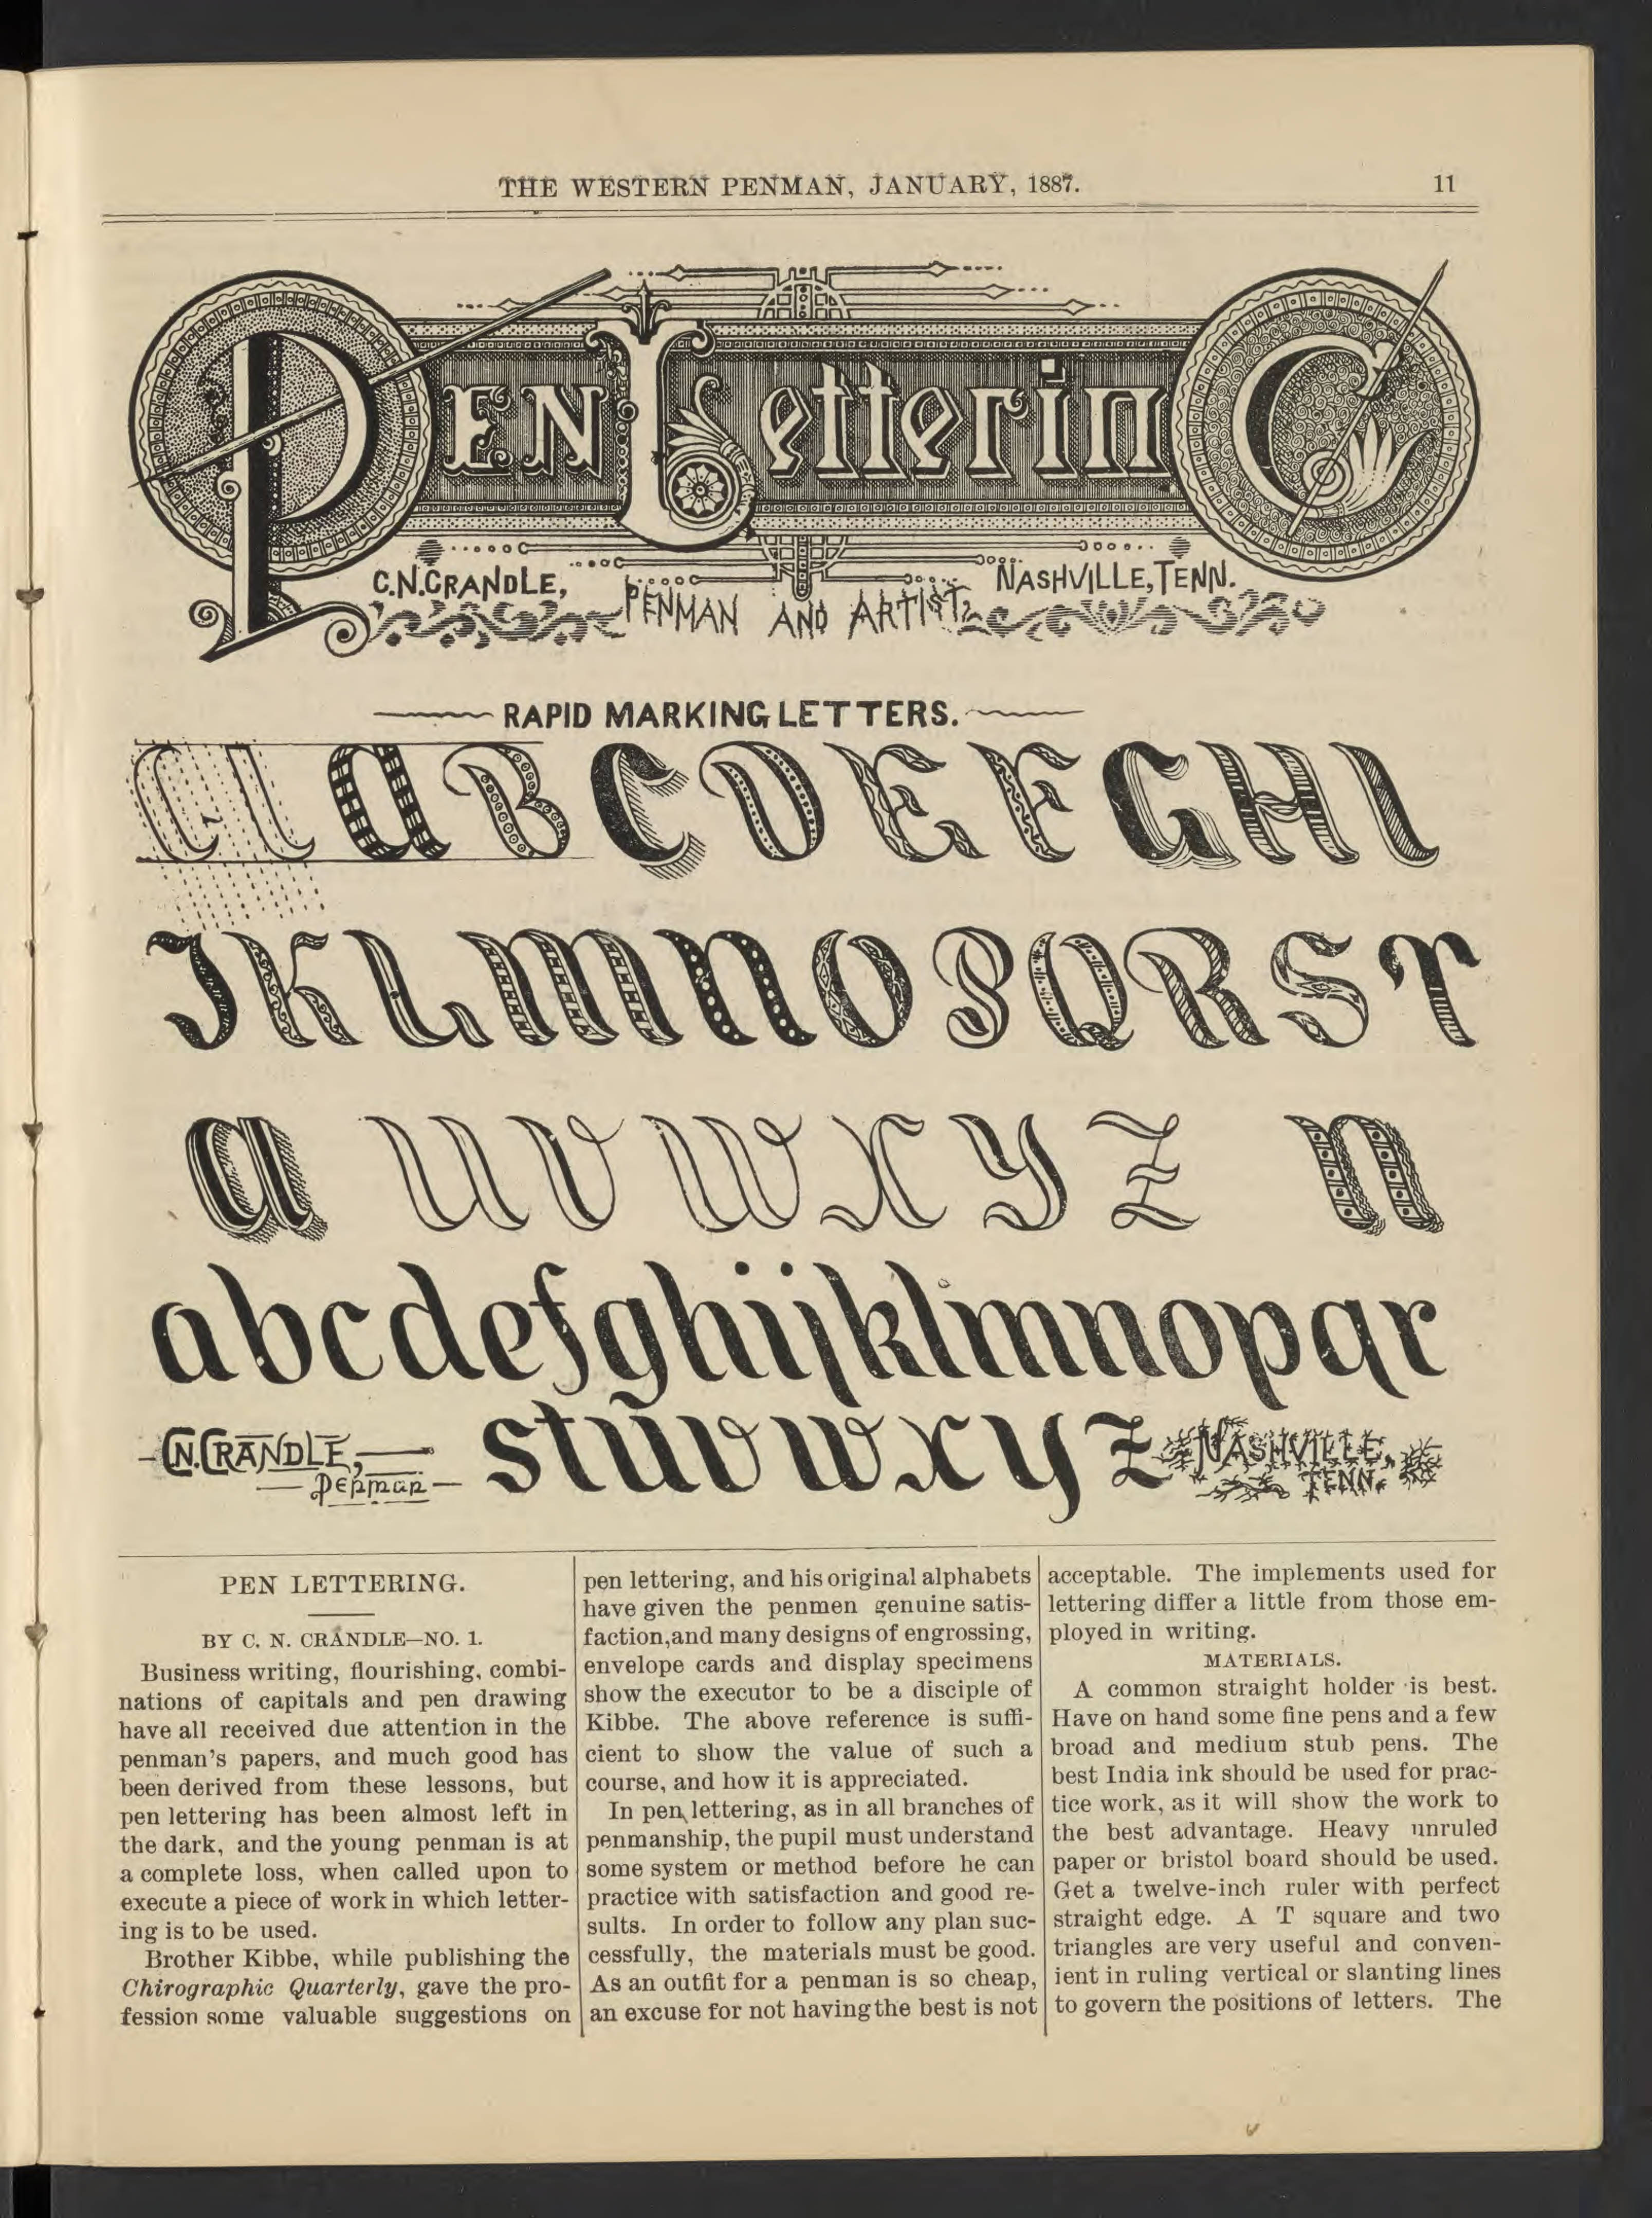 THE WESTERN PENMAN, JANUARY, 1887. 11
PEN LetterinG
C.N.CRANDLE, PENMAN AND ARTIST, NASHVILLE, TENN.
RAPID MARKING LETTERS.
A A B C D E F G H I
J K L M N O P Q R S T
a U V W X Y Z n
a b c d e f g h i j k l m n o p q r
s t u v w x y z
C.N.CRANDLE,
Penman
NASHVILLE,
TENN.
PEN LETTERING.
BY C. N. CRANDLE—NO. 1.
Business writing, flourishing, combi-
nations of capitals and pen drawing
have all received due attention in the
penman's papers, and much good has
been derived from these lessons, but
pen lettering has been almost left in
the dark, and the young penman is at
a complete loss, when called upon to
execute a piece of work in which letter-
ing is to be used.
Brother Kibbe, while publishing the
Chirographic Quarterly, gave the pro-
fession some valuable suggestions on
pen lettering, and his original alphabets
have given the penmen genuine satis-
faction,and many designs of engrossing,
envelope cards and display specimens
show the executor to be a disciple of
Kibbe. The above reference is suffi-
cient to show the value of such a
course, and how it is appreciated.
In pen lettering, as in all branches of
penmanship, the pupil must understand
some system or method before he can
practice with satisfaction and good re-
sults. In order to follow any plan suc-
cessfully, the materials must be good.
As an outfit for a penman is so cheap,
an excuse for not having the best is not
acceptable. The implements used for
lettering differ a little from those em-
ployed in writing.
MATERIALS.
A common straight holder is best.
Have on hand some fine pens and a few
broad and medium stub pens. The
best India ink should be used for prac-
tice work, as it will show the work to
the best advantage. Heavy unruled
paper or bristol board should be used.
Get a twelve-inch ruler with perfect
straight edge. A T square and two
triangles are very useful and conven-
ient in ruling vertical or slanting lines
to govern the positions of letters. The